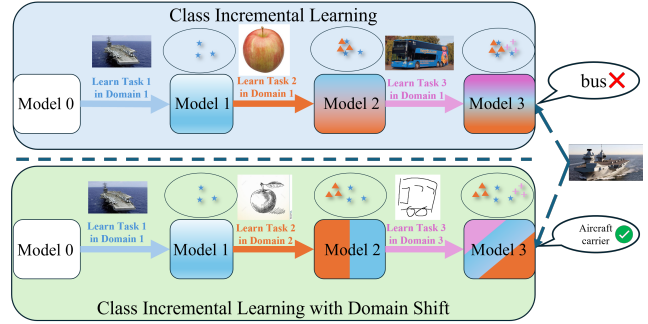 Class Incremental Learning
Learn Task 1
in Domain 1
Learn Task 2
in Domain 1
Learn Task 3
in Domain 1
Model 0
Model 1
Model 2
Model 3
bus
Learn Task 1
in Domain 1
Learn Task 2
in Domain 2
Learn Task 3
in Domain 3
Model 0
Model 1
Model 2
Model 3
Aircraft
carrier
Class Incremental Learning with Domain Shift